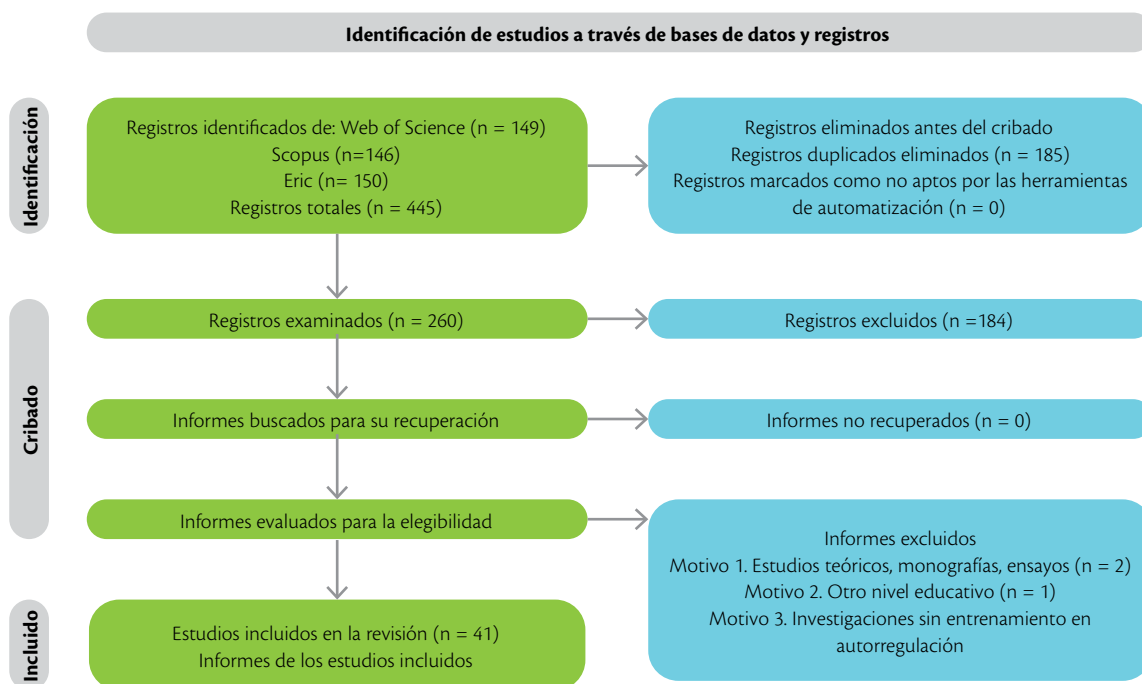 Identificación de estudios a través de bases de datos y registros
Identificación
Registros identificados de: Web of Science (n = 149)
Scopus (n=146)
Eric (n= 150)
Registros totales (n = 445)
Registros eliminados antes del cribado
Registros duplicados eliminados (n = 185)
Registros marcados como no aptos por las herramientas
de automatización (n = 0)
Cribado
Registros examinados (n = 260)
Registros excluidos (n =184)
Informes buscados para su recuperación
Informes no recuperados (n = 0)
Informes evaluados para la elegibilidad
Informes excluidos
Motivo 1. Estudios teóricos, monografías, ensayos (n = 2)
Motivo 2. Otro nivel educativo (n = 1)
Motivo 3. Investigaciones sin entrenamiento en
autorregulación
Incluido
Estudios incluidos en la revisión (n = 41)
Informes de los estudios incluidos